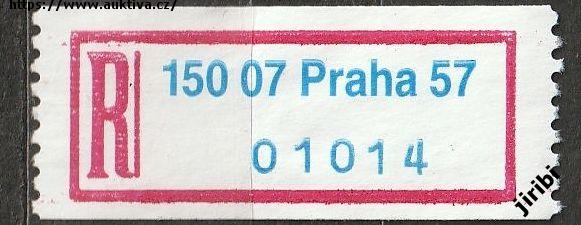 https://www.auktiva.cz/
R 150 07 Praha 57
01014
jiribi